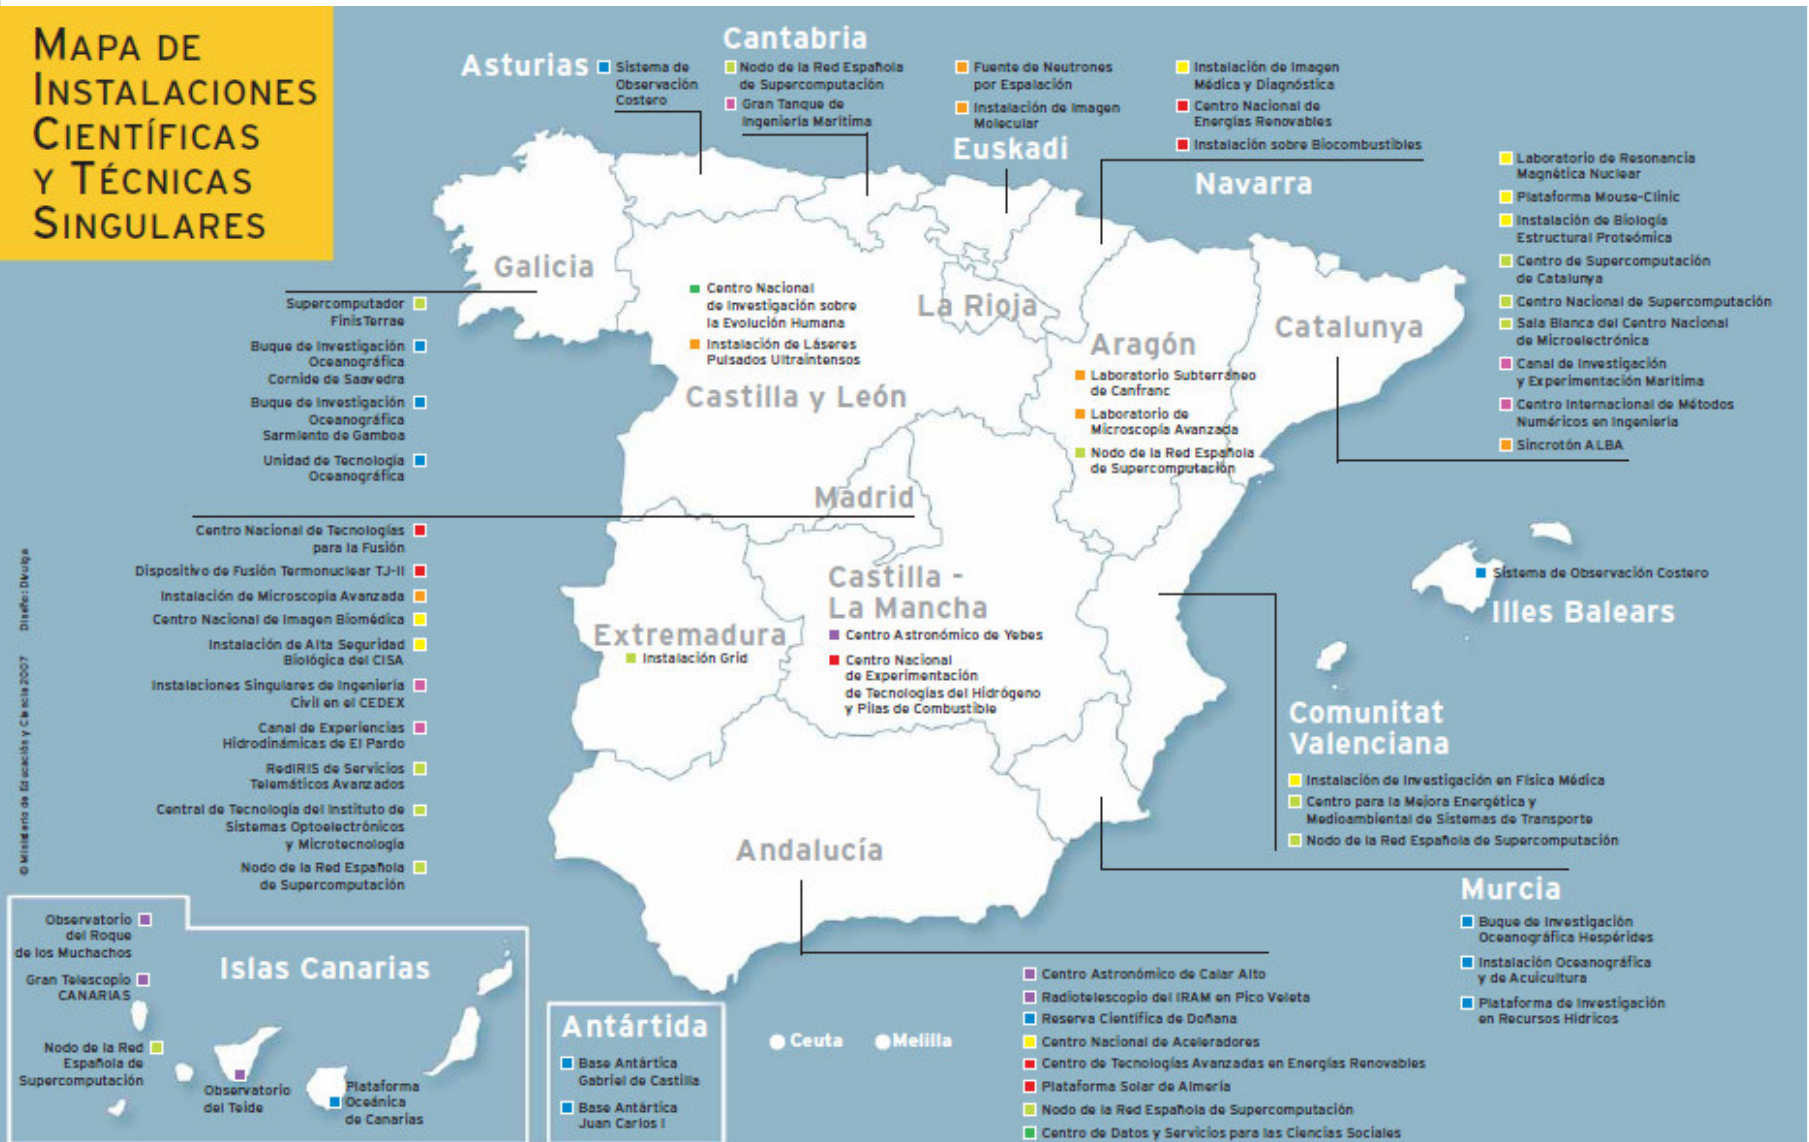 MAPA DE
INSTALACIONES
CIENTÍFICAS
Y TÉCNICAS
SINGULARES
Asturias
Sistema de
Observación
Costero
Cantabria
Nodo de la Red Española
de Supercomputación
Gran Tanque de
Ingeniería Marítima
Fuente de Neutrones
por Espalación
Instalación de Imagen
Molecular
Euskadi
Instalación de Imagen
Médica y Diagnóstica
Centro Nacional de
Energías Renovables
Instalación sobre Biocombustibles
Navarra
Laboratorio de Resonancia
Magnética Nuclear
Plataforma Mouse-Clinic
Instalación de Biología
Estructural Proteómica
Centro de Supercomputación
de Catalunya
Centro Nacional de Supercomputación
Sala Blanca del Centro Nacional
de Microelectrónica
Canal de Investigación
y Experimentación Marítima
Centro Internacional de Métodos
Numéricos en Ingeniería
Sincrotón ALBA
Catalunya
Galicia
Supercomputador
FinisTerrae
Buque de Investigación
Oceanográfica
Cornide de Saavedra
Buque de Investigación
Oceanográfica
Sarmiento de Gamboa
Unidad de Tecnología
Oceanográfica
Centro Nacional
de Investigación sobre
la Evolución Humana
Instalación de Láseres
Pulsados Ultraintensos
Castilla y León
La Rioja
Aragón
Laboratorio Subterráneo
de Canfranc
Laboratorio de
Microscopía Avanzada
Nodo de la Red Española
de Supercomputación
Madrid
Centro Nacional de Tecnologías
para la Fusión
Dispositivo de Fusión Termonuclear TJ-II
Instalación de Microscopía Avanzada
Centro Nacional de Imagen Biomédica
Instalación de Alta Seguridad
Biológica del CISA
Instalaciones Singulares de Ingeniería
Civil en el CEDEX
Canal de Experiencias
Hidrodinámicas de El Pardo
RedIRIS de Servicios
Telemáticos Avanzados
Central de Tecnología del Instituto de
Sistemas Optoelectrónicos
y Microtecnología
Nodo de la Red Española
de Supercomputación
Castilla -
La Mancha
Centro Astronómico de Yebes
Centro Nacional
de Experimentación
de Tecnologías del Hidrógeno
y Pilas de Combustible
Extremadura
Instalación Grid
Sistema de Observación Costero
Illes Balears
Comunitat
Valenciana
Instalación de Investigación en Física Médica
Centro para la Mejora Energética y
Medioambiental de Sistemas de Transporte
Nodo de la Red Española de Supercomputación
Murcia
Buque de Investigación
Oceanográfica Hespérides
Instalación Oceanográfica
y de Acuicultura
Plataforma de Investigación
en Recursos Hídricos
Andalucía
Centro Astronómico de Calar Alto
Radiotelescopio del IRAM en Pico Veleta
Reserva Científica de Doñana
Centro Nacional de Aceleradores
Centro de Tecnologías Avanzadas en Energías Renovables
Plataforma Solar de Almería
Nodo de la Red Española de Supercomputación
Centro de Datos y Servicios para las Ciencias Sociales
Ceuta
Melilla
Antártida
Base Antártica
Gabriel de Castilla
Base Antártica
Juan Carlos I
Islas Canarias
Observatorio
del Roque
de los Muchachos
Gran Telescopio
CANARIAS
Nodo de la Red
Española de
Supercomputación
Observatorio
del Teide
Plataforma
Oceánica
de Canarias
© Ministerio de Educación y Ciencia 2007 Diseño: Divulga